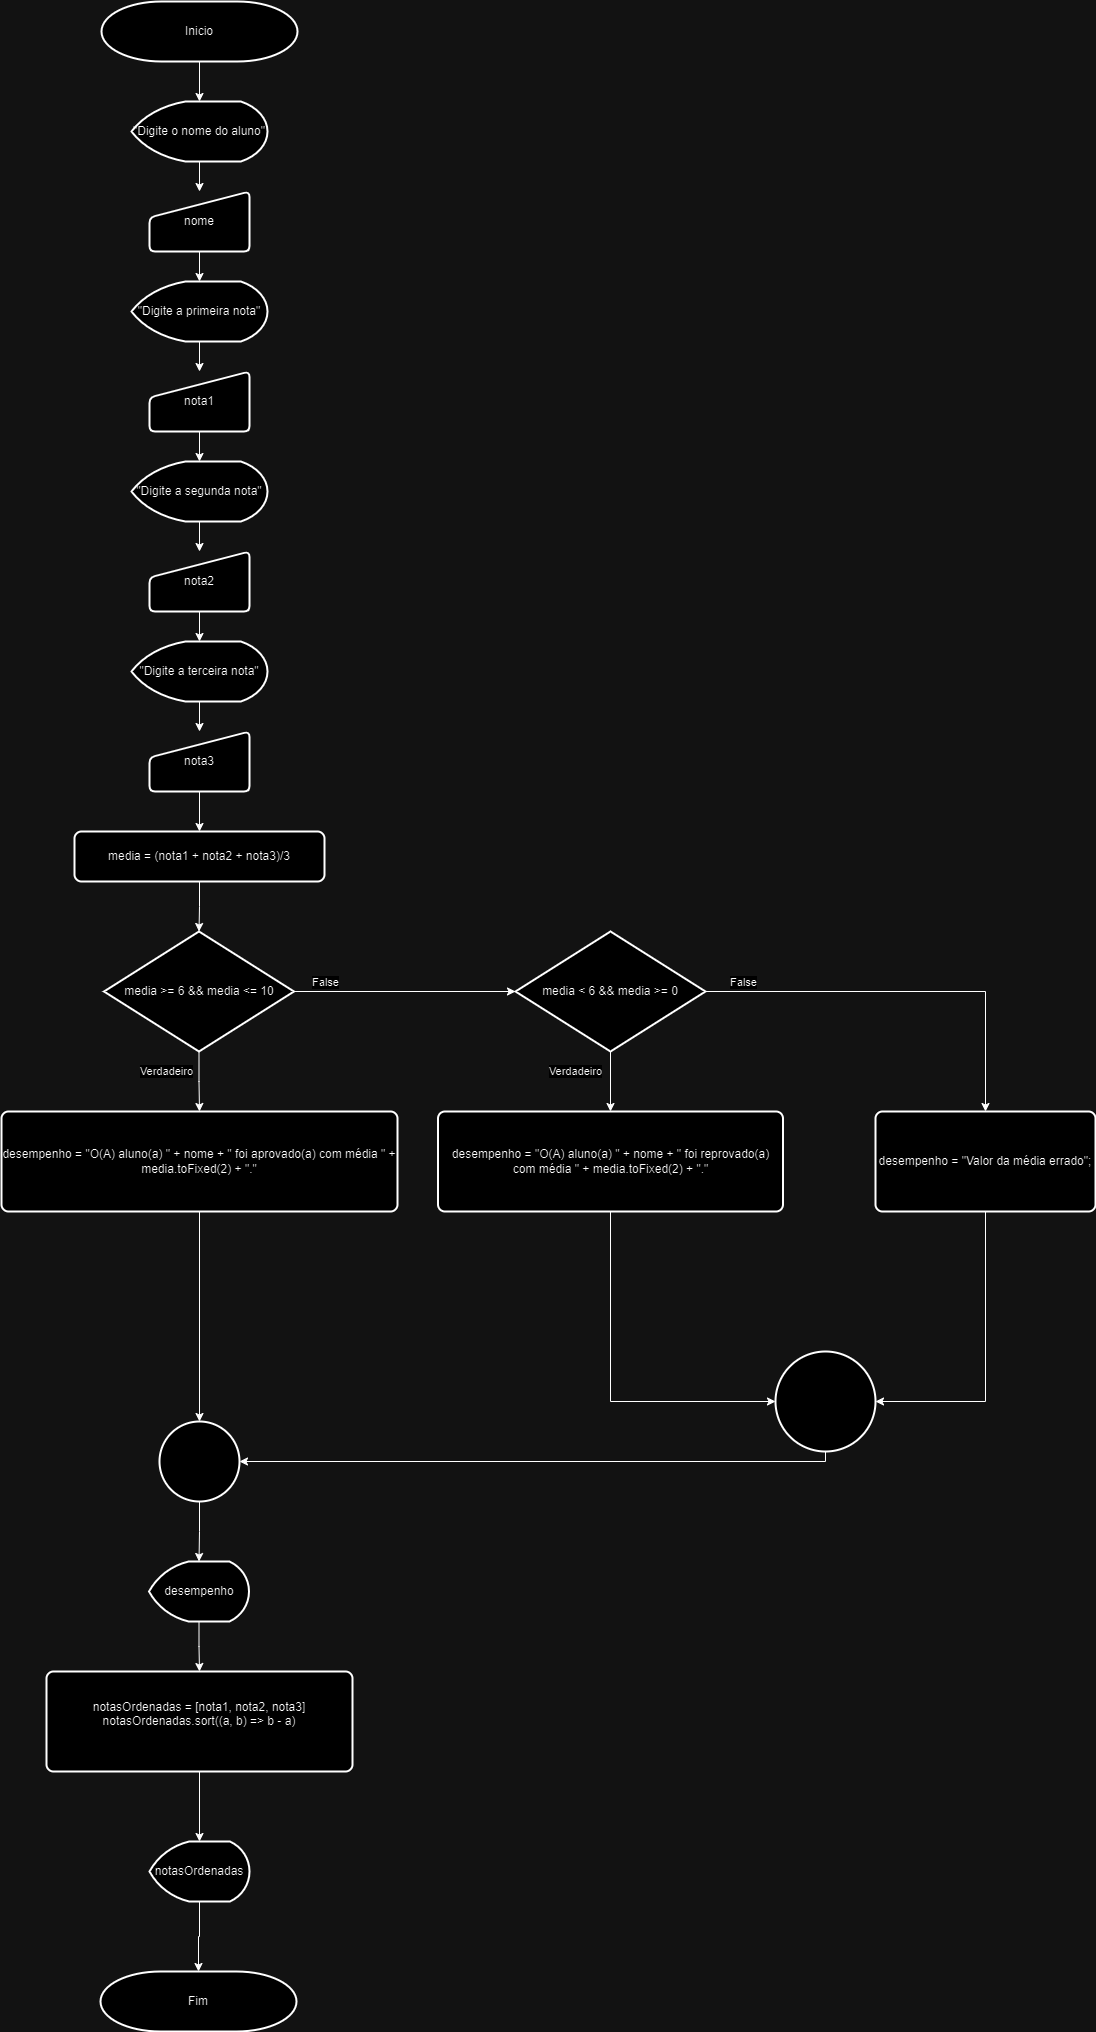 Inicio
"Digite o nome do aluno"
nome
"Digite a primeira nota"
nota1
"Digite a segunda nota"
nota2
"Digite a terceira nota"
nota3
media = (nota1 + nota2 + nota3)/3
media >= 6 && media <= 10
False
media < 6 && media >= 0
False
Verdadeiro
Verdadeiro
desempenho = "O(A) aluno(a) " + nome + " foi aprovado(a) com média " +
media.toFixed(2) + "."
desempenho = "O(A) aluno(a) " + nome + " foi reprovado(a)
com média " + media.toFixed(2) + "."
desempenho = "Valor da média errado";
desempenho
notasOrdenadas = [nota1, nota2, nota3]
notasOrdenadas.sort((a, b) => b - a)
notasOrdenadas
Fim